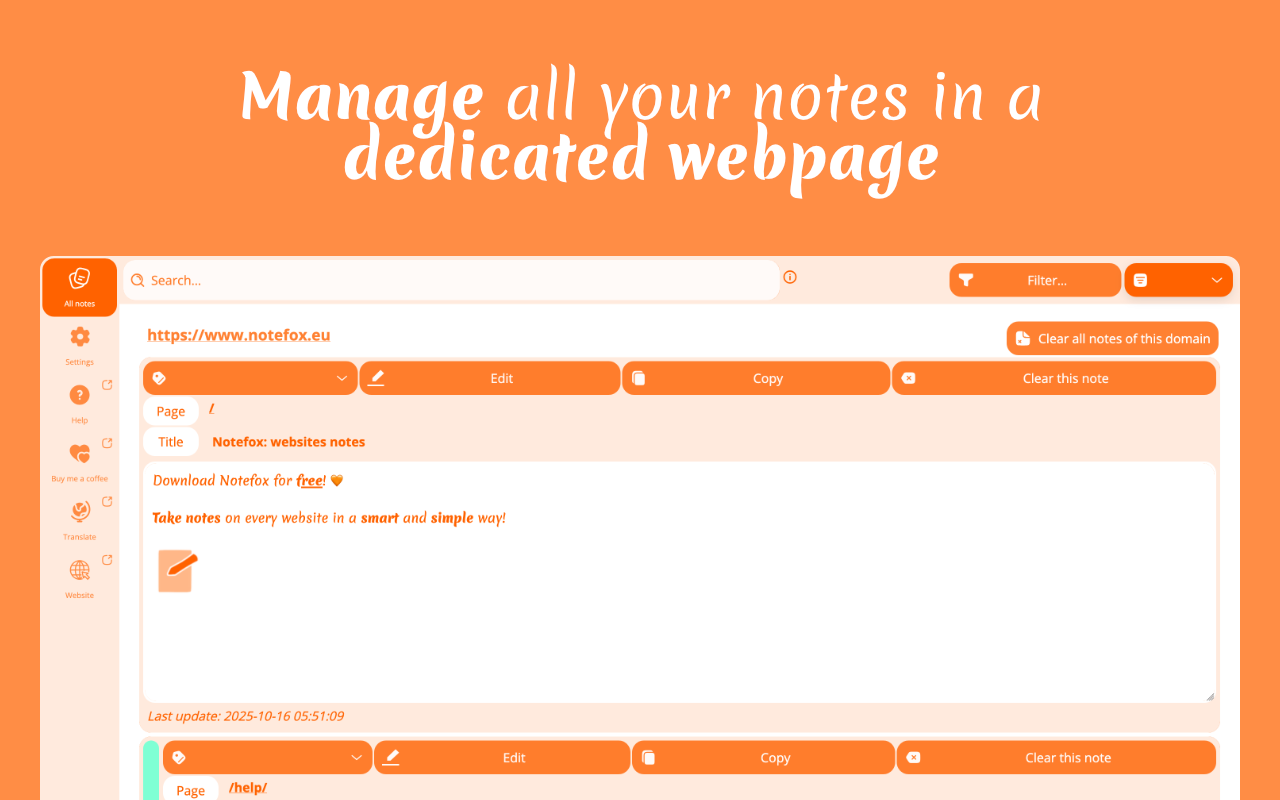 Manage all your notes in a
dedicated webpage
All notes
Search...
Filter...
Settings
Help
Buy me a coffee
Translate
Website
https://www.notefox.eu
Clear all notes of this domain
Edit
Copy
Clear this note
Page
/
Title
Notefox: websites notes
Download Notefox for free! 🧡
Take notes on every website in a smart and simple way!
Last update: 2025-10-16 05:51:09
Edit
Copy
Clear this note
Page
/help/